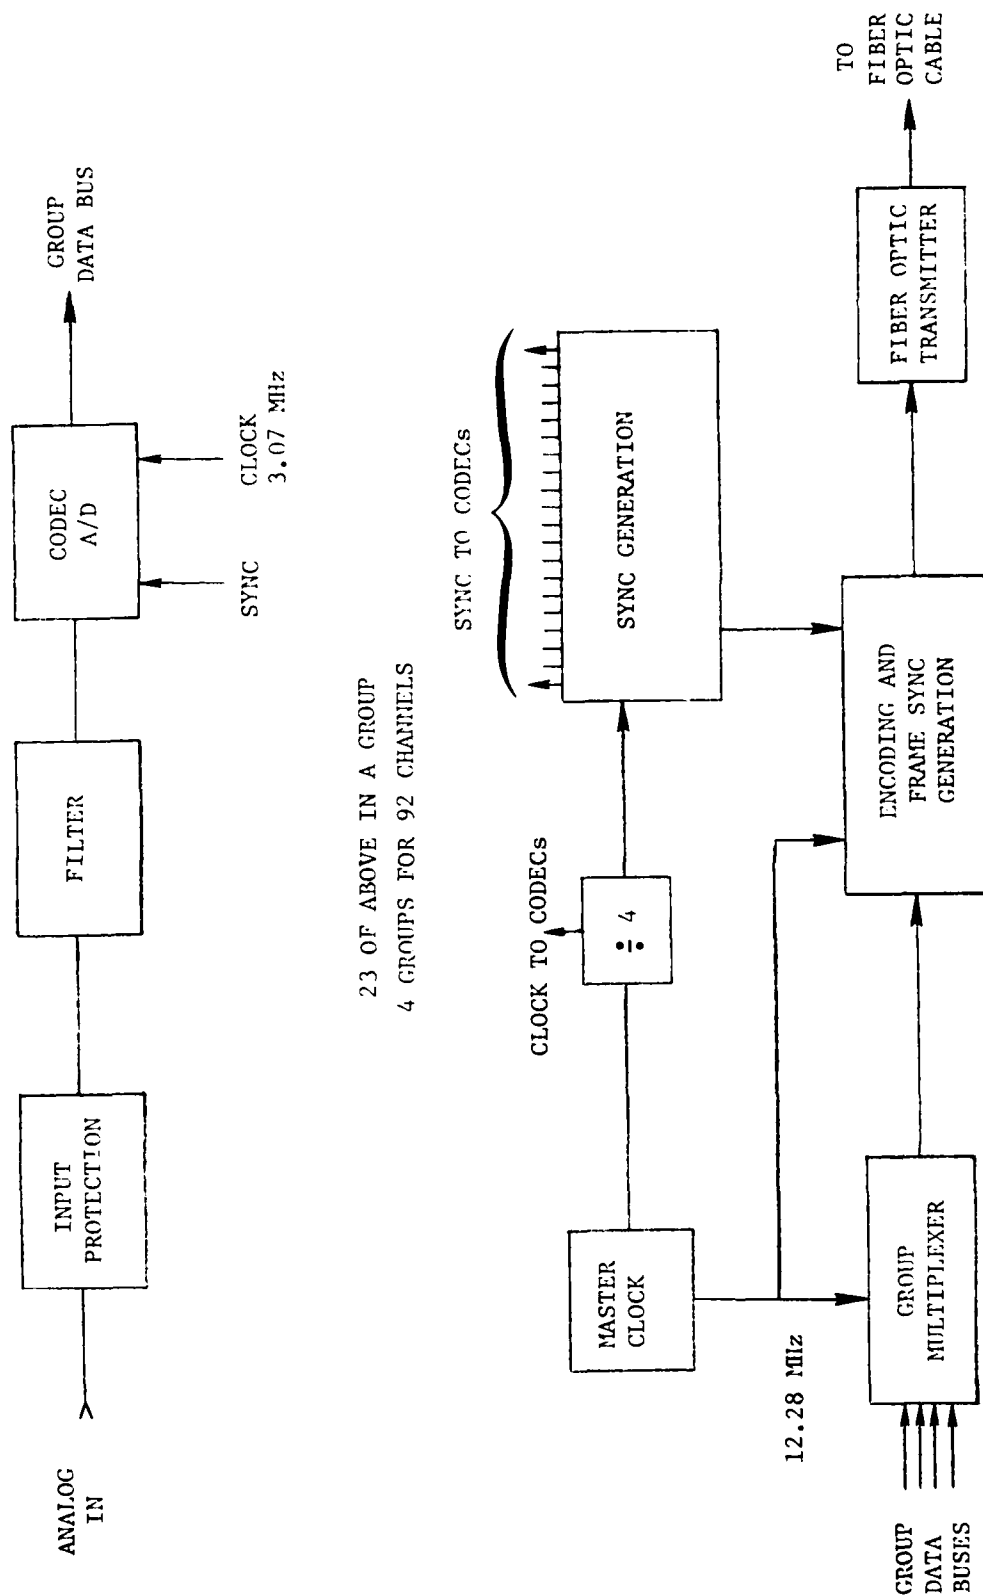 ANALOG
IN
INPUT
PROTECTION
FILTER
CODEC
A/D
SYNC
CLOCK
3.07 MHz
GROUP
DATA BUS
23 OF ABOVE IN A GROUP
4 GROUPS FOR 92 CHANNELS
SYNC TO CODECs
CLOCK TO CODECs
MASTER
CLOCK
÷ 4
SYNC GENERATION
12.28 MHz
GROUP
DATA
BUSES
GROUP
MULTIPLEXER
ENCODING AND
FRAME SYNC
GENERATION
FIBER OPTIC
TRANSMITTER
TO
FIBER
OPTIC
CABLE